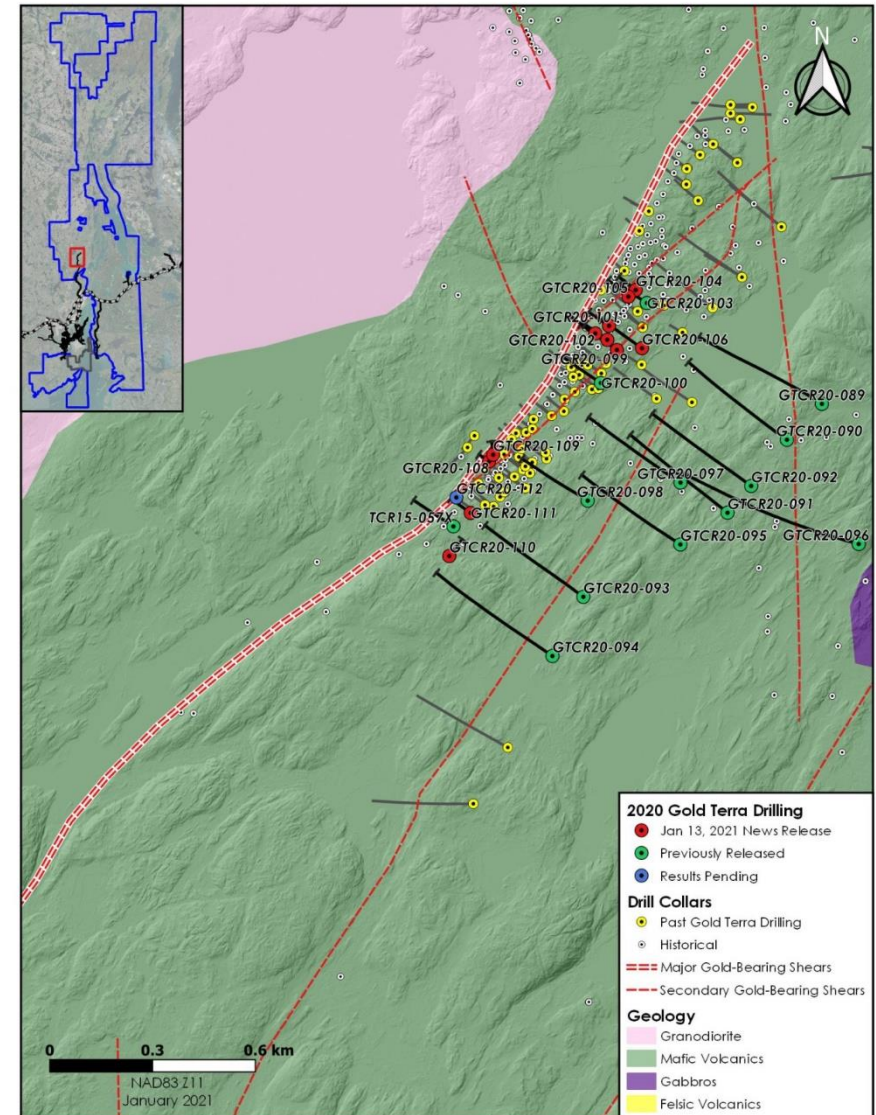 N
GTCR20-104
GTCR20-105
GTCR20-103
GTCR20-101
GTCR20-102
GTCR20-106
GTCR20-099
GTCR20-100
GTCR20-089
GTCR20-090
GTCR20-109
GTCR20-108
GTCR20-097
GTCR20-092
GTCR20-112
GTCR20-098
GTCR20-091
TCR15-057X
GTCR20-111
GTCR20-095
GTCR20-096
GTCR20-110
GTCR20-093
GTCR20-094
2020 Gold Terra Drilling
Jan 13, 2021 News Release
Previously Released
Results Pending
Drill Collars
Past Gold Terra Drilling
Historical
Major Gold-Bearing Shears
Secondary Gold-Bearing Shears
Geology
Granodiorite
Mafic Volcanics
Gabbros
Felsic Volcanics
0 0.3 0.6 km
NAD83 Z11
January 2021